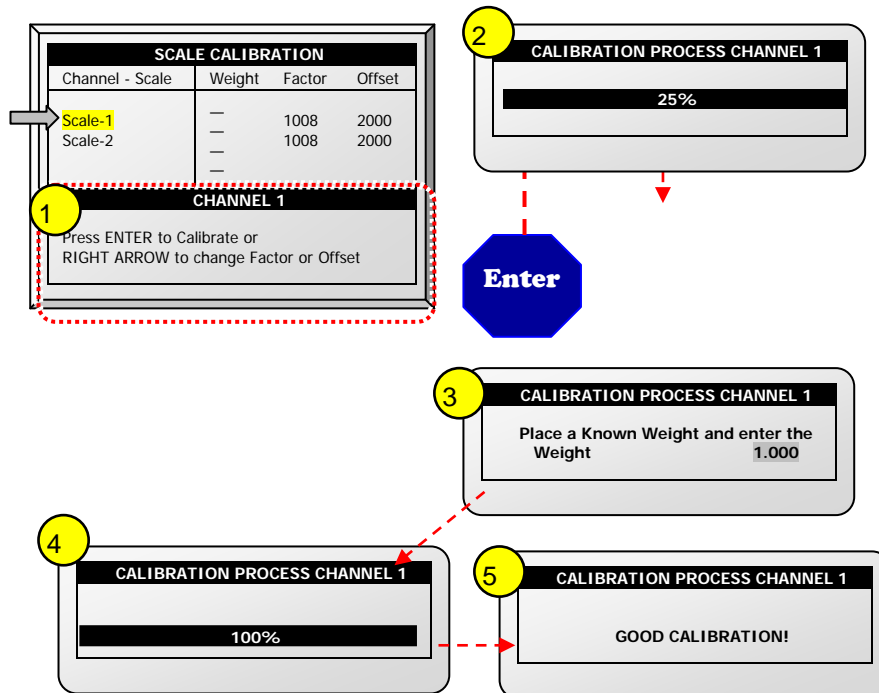 SCALE CALIBRATION
Channel - Scale Weight Factor Offset
Scale-1 — 1008 2000
Scale-2 — 1008 2000
—
—
1
CHANNEL 1
Press ENTER to Calibrate or
RIGHT ARROW to change Factor or Offset
2
CALIBRATION PROCESS CHANNEL 1
25%
Enter
3
CALIBRATION PROCESS CHANNEL 1
Place a Known Weight and enter the
Weight 1.000
4
CALIBRATION PROCESS CHANNEL 1
100%
5
CALIBRATION PROCESS CHANNEL 1
GOOD CALIBRATION!